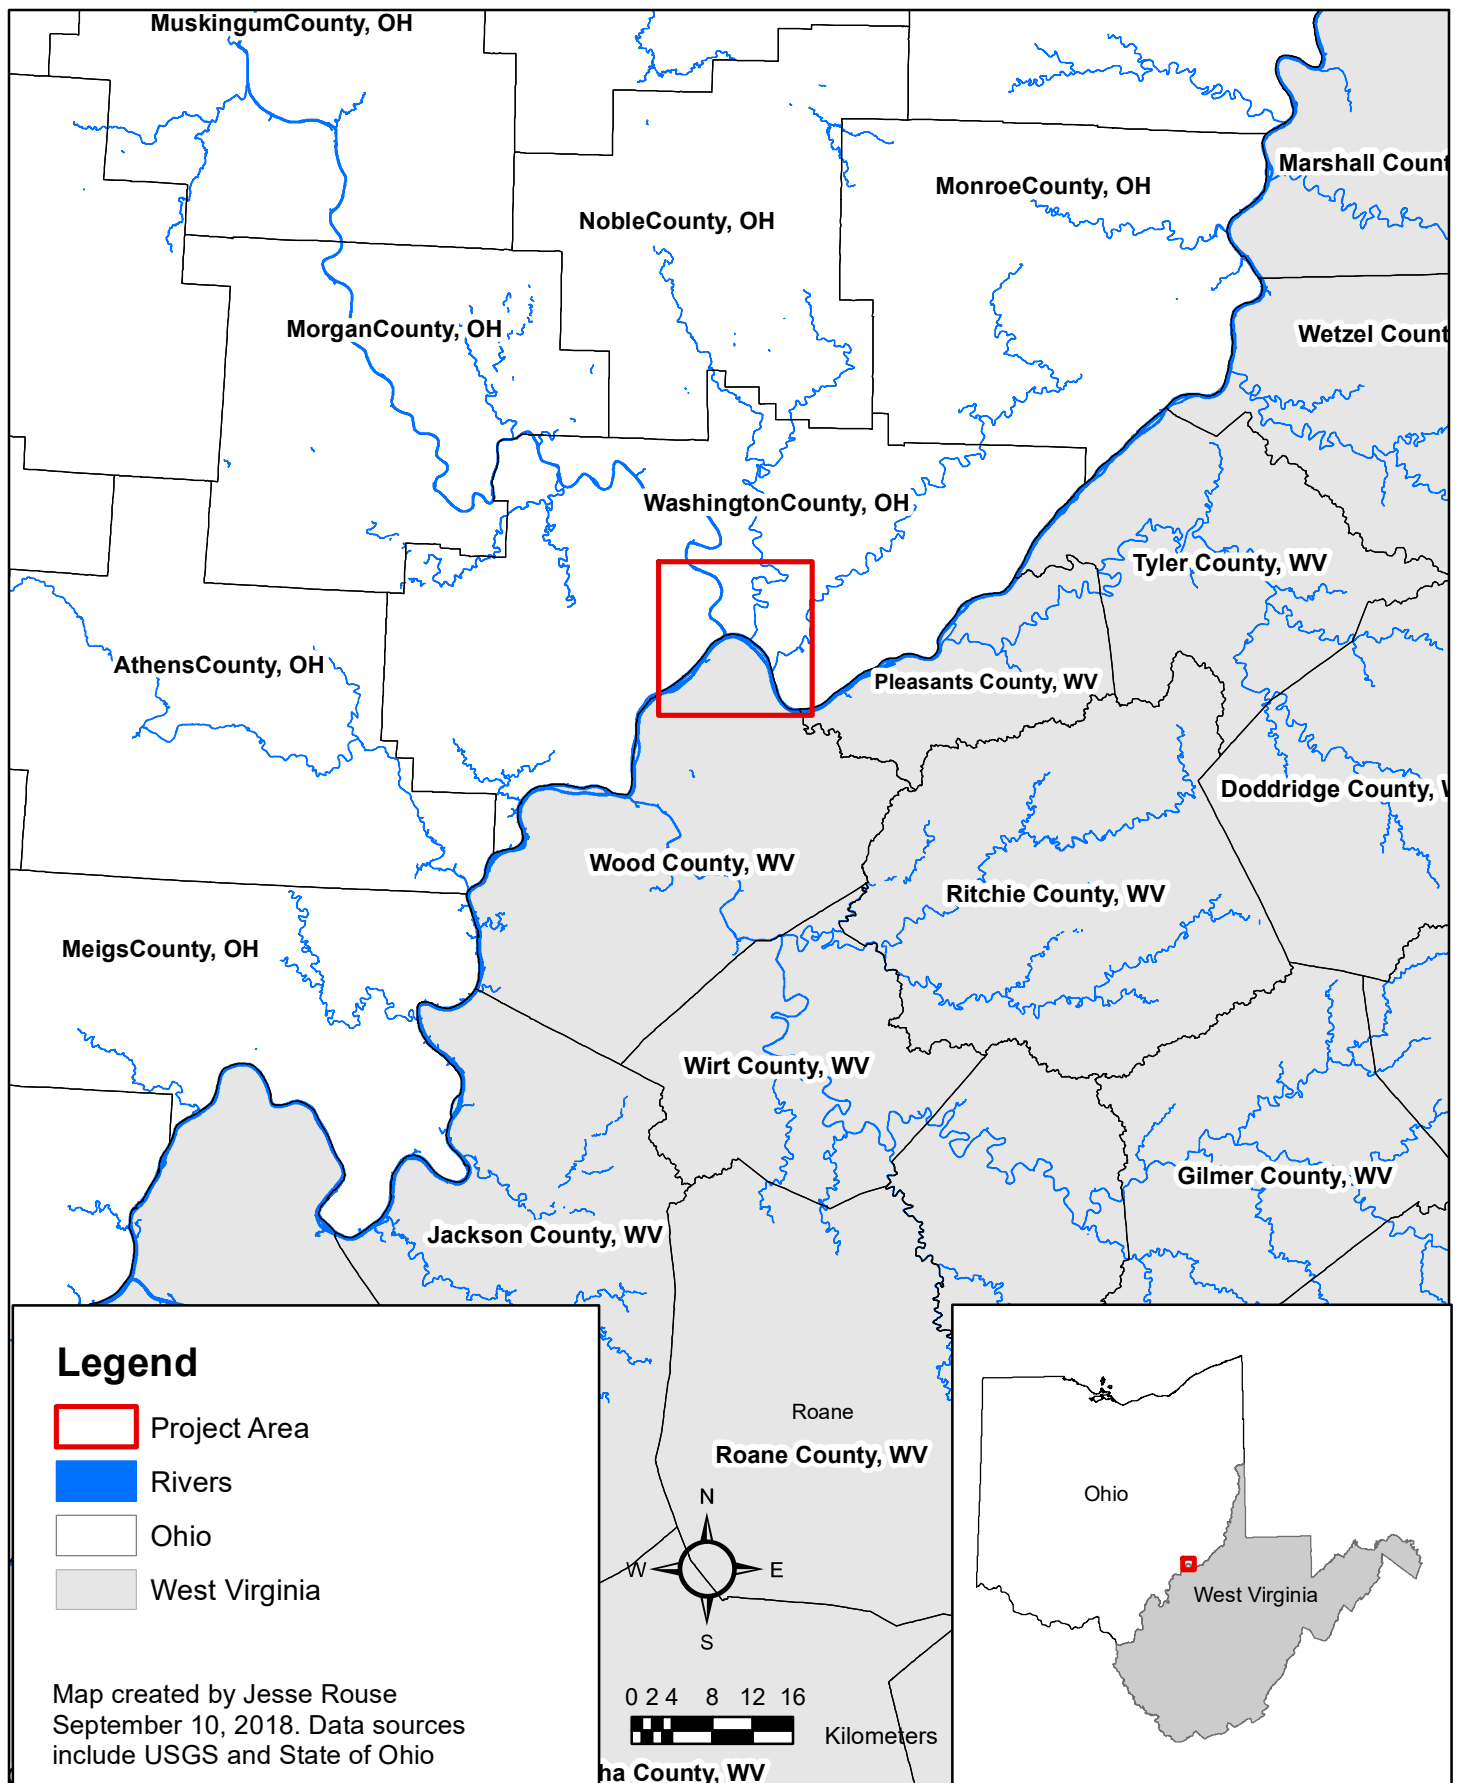 MuskingumCounty, OH
Marshall Count
MonroeCounty, OH
NobleCounty, OH
MorganCounty, OH
Wetzel Count
WashingtonCounty, OH
Tyler County, WV
AthensCounty, OH
Pleasants County, WV
Doddridge County, W
Wood County, WV
Ritchie County, WV
MeigsCounty, OH
Wirt County, WV
Gilmer County, WV
Jackson County, WV
Roane
Roane County, WV
Legend
Project Area
Rivers
Ohio
West Virginia
Map created by Jesse Rouse
September 10, 2018. Data sources
include USGS and State of Ohio
N
W E
S
0 2 4 8 12 16
Kilometers
ha County, WV
Ohio
West Virginia